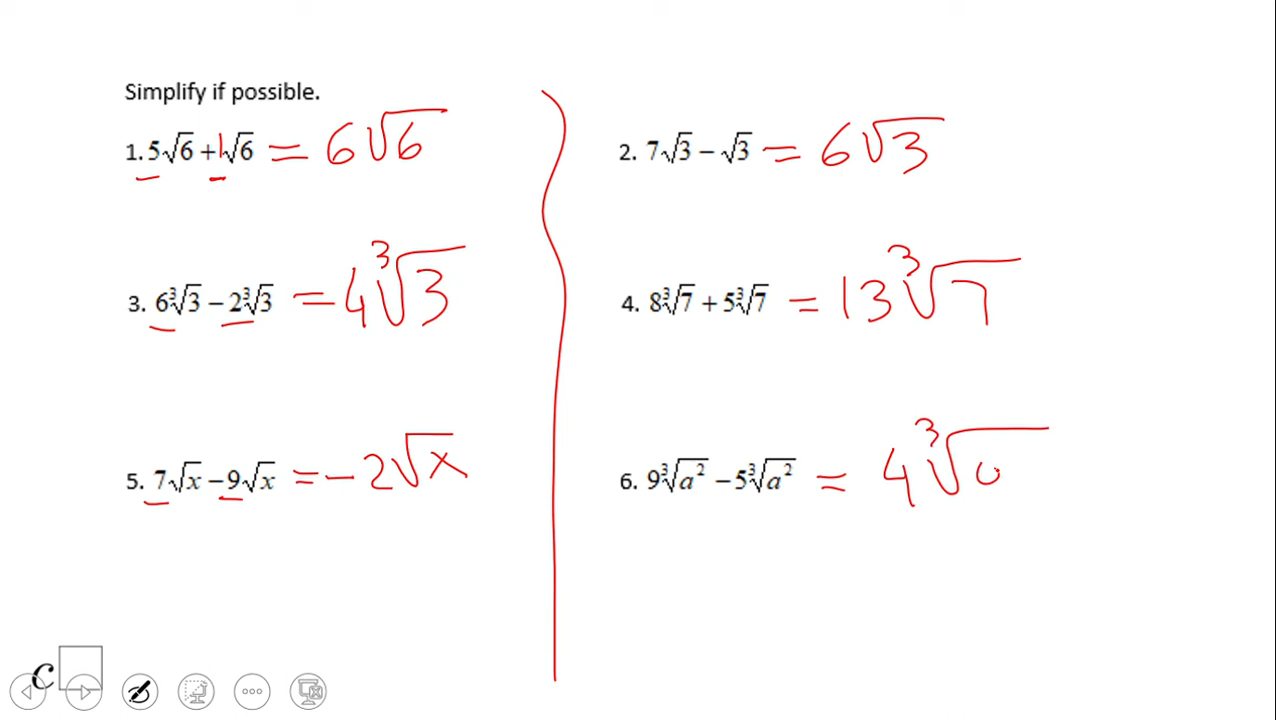 Simplify if possible.
1. 5√6 + 1√6 = 6√6
2. 7√3 − √3 = 6√3
3. 6∛3 − 2∛3 = 4∛3
4. 8∛7 + 5∛7 = 13∛7
5. 7√x − 9√x = −2√x
6. 9∛a² − 5∛a² = 4∛
c